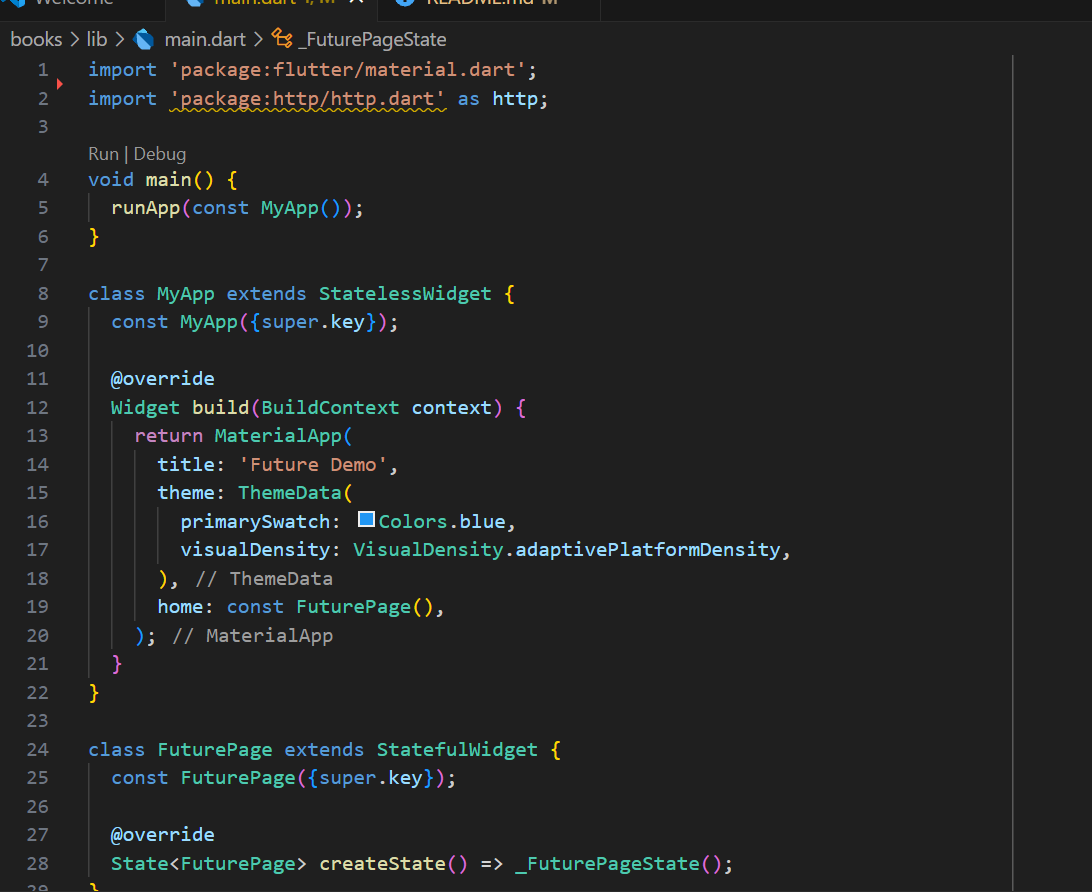 Welcome main.dart 4, M README.md M
books > lib > main.dart > _FuturePageState
1 import 'package:flutter/material.dart';
2 import 'package:http/http.dart' as http;
3
Run | Debug
4 void main() {
5 runApp(const MyApp());
6 }
7
8 class MyApp extends StatelessWidget {
9 const MyApp({super.key});
10
11 @override
12 Widget build(BuildContext context) {
13 return MaterialApp(
14 title: 'Future Demo',
15 theme: ThemeData(
16 primarySwatch: Colors.blue,
17 visualDensity: VisualDensity.adaptivePlatformDensity,
18 ), // ThemeData
19 home: const FuturePage(),
20 ); // MaterialApp
21 }
22 }
23
24 class FuturePage extends StatefulWidget {
25 const FuturePage({super.key});
26
27 @override
28 State<FuturePage> createState() => _FuturePageState();
29 }